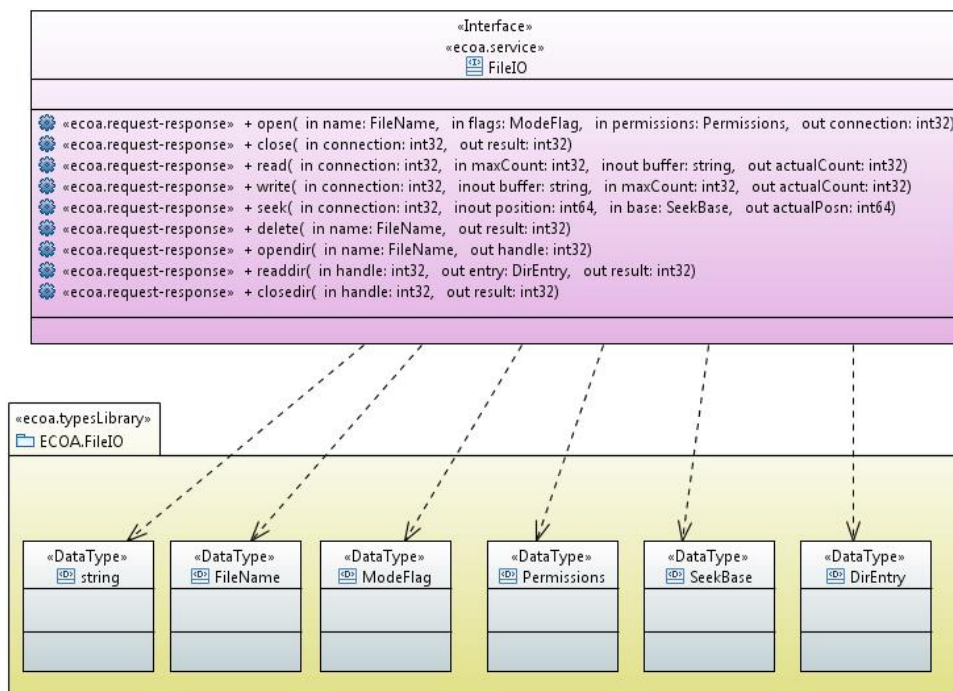 «Interface»
«ecoa.service»
FileIO
«ecoa.request-response» + open( in name: FileName, in flags: ModeFlag, in permissions: Permissions, out connection: int32)
«ecoa.request-response» + close( in connection: int32, out result: int32)
«ecoa.request-response» + read( in connection: int32, in maxCount: int32, inout buffer: string, out actualCount: int32)
«ecoa.request-response» + write( in connection: int32, inout buffer: string, in maxCount: int32, out actualCount: int32)
«ecoa.request-response» + seek( in connection: int32, inout position: int64, in base: SeekBase, out actualPosn: int64)
«ecoa.request-response» + delete( in name: FileName, out result: int32)
«ecoa.request-response» + opendir( in name: FileName, out handle: int32)
«ecoa.request-response» + readdir( in handle: int32, out entry: DirEntry, out result: int32)
«ecoa.request-response» + closedir( in handle: int32, out result: int32)
«ecoa.typesLibrary»
ECOA.FileIO
«DataType» «DataType» «DataType» «DataType» «DataType» «DataType»
string FileName ModeFlag Permissions SeekBase DirEntry